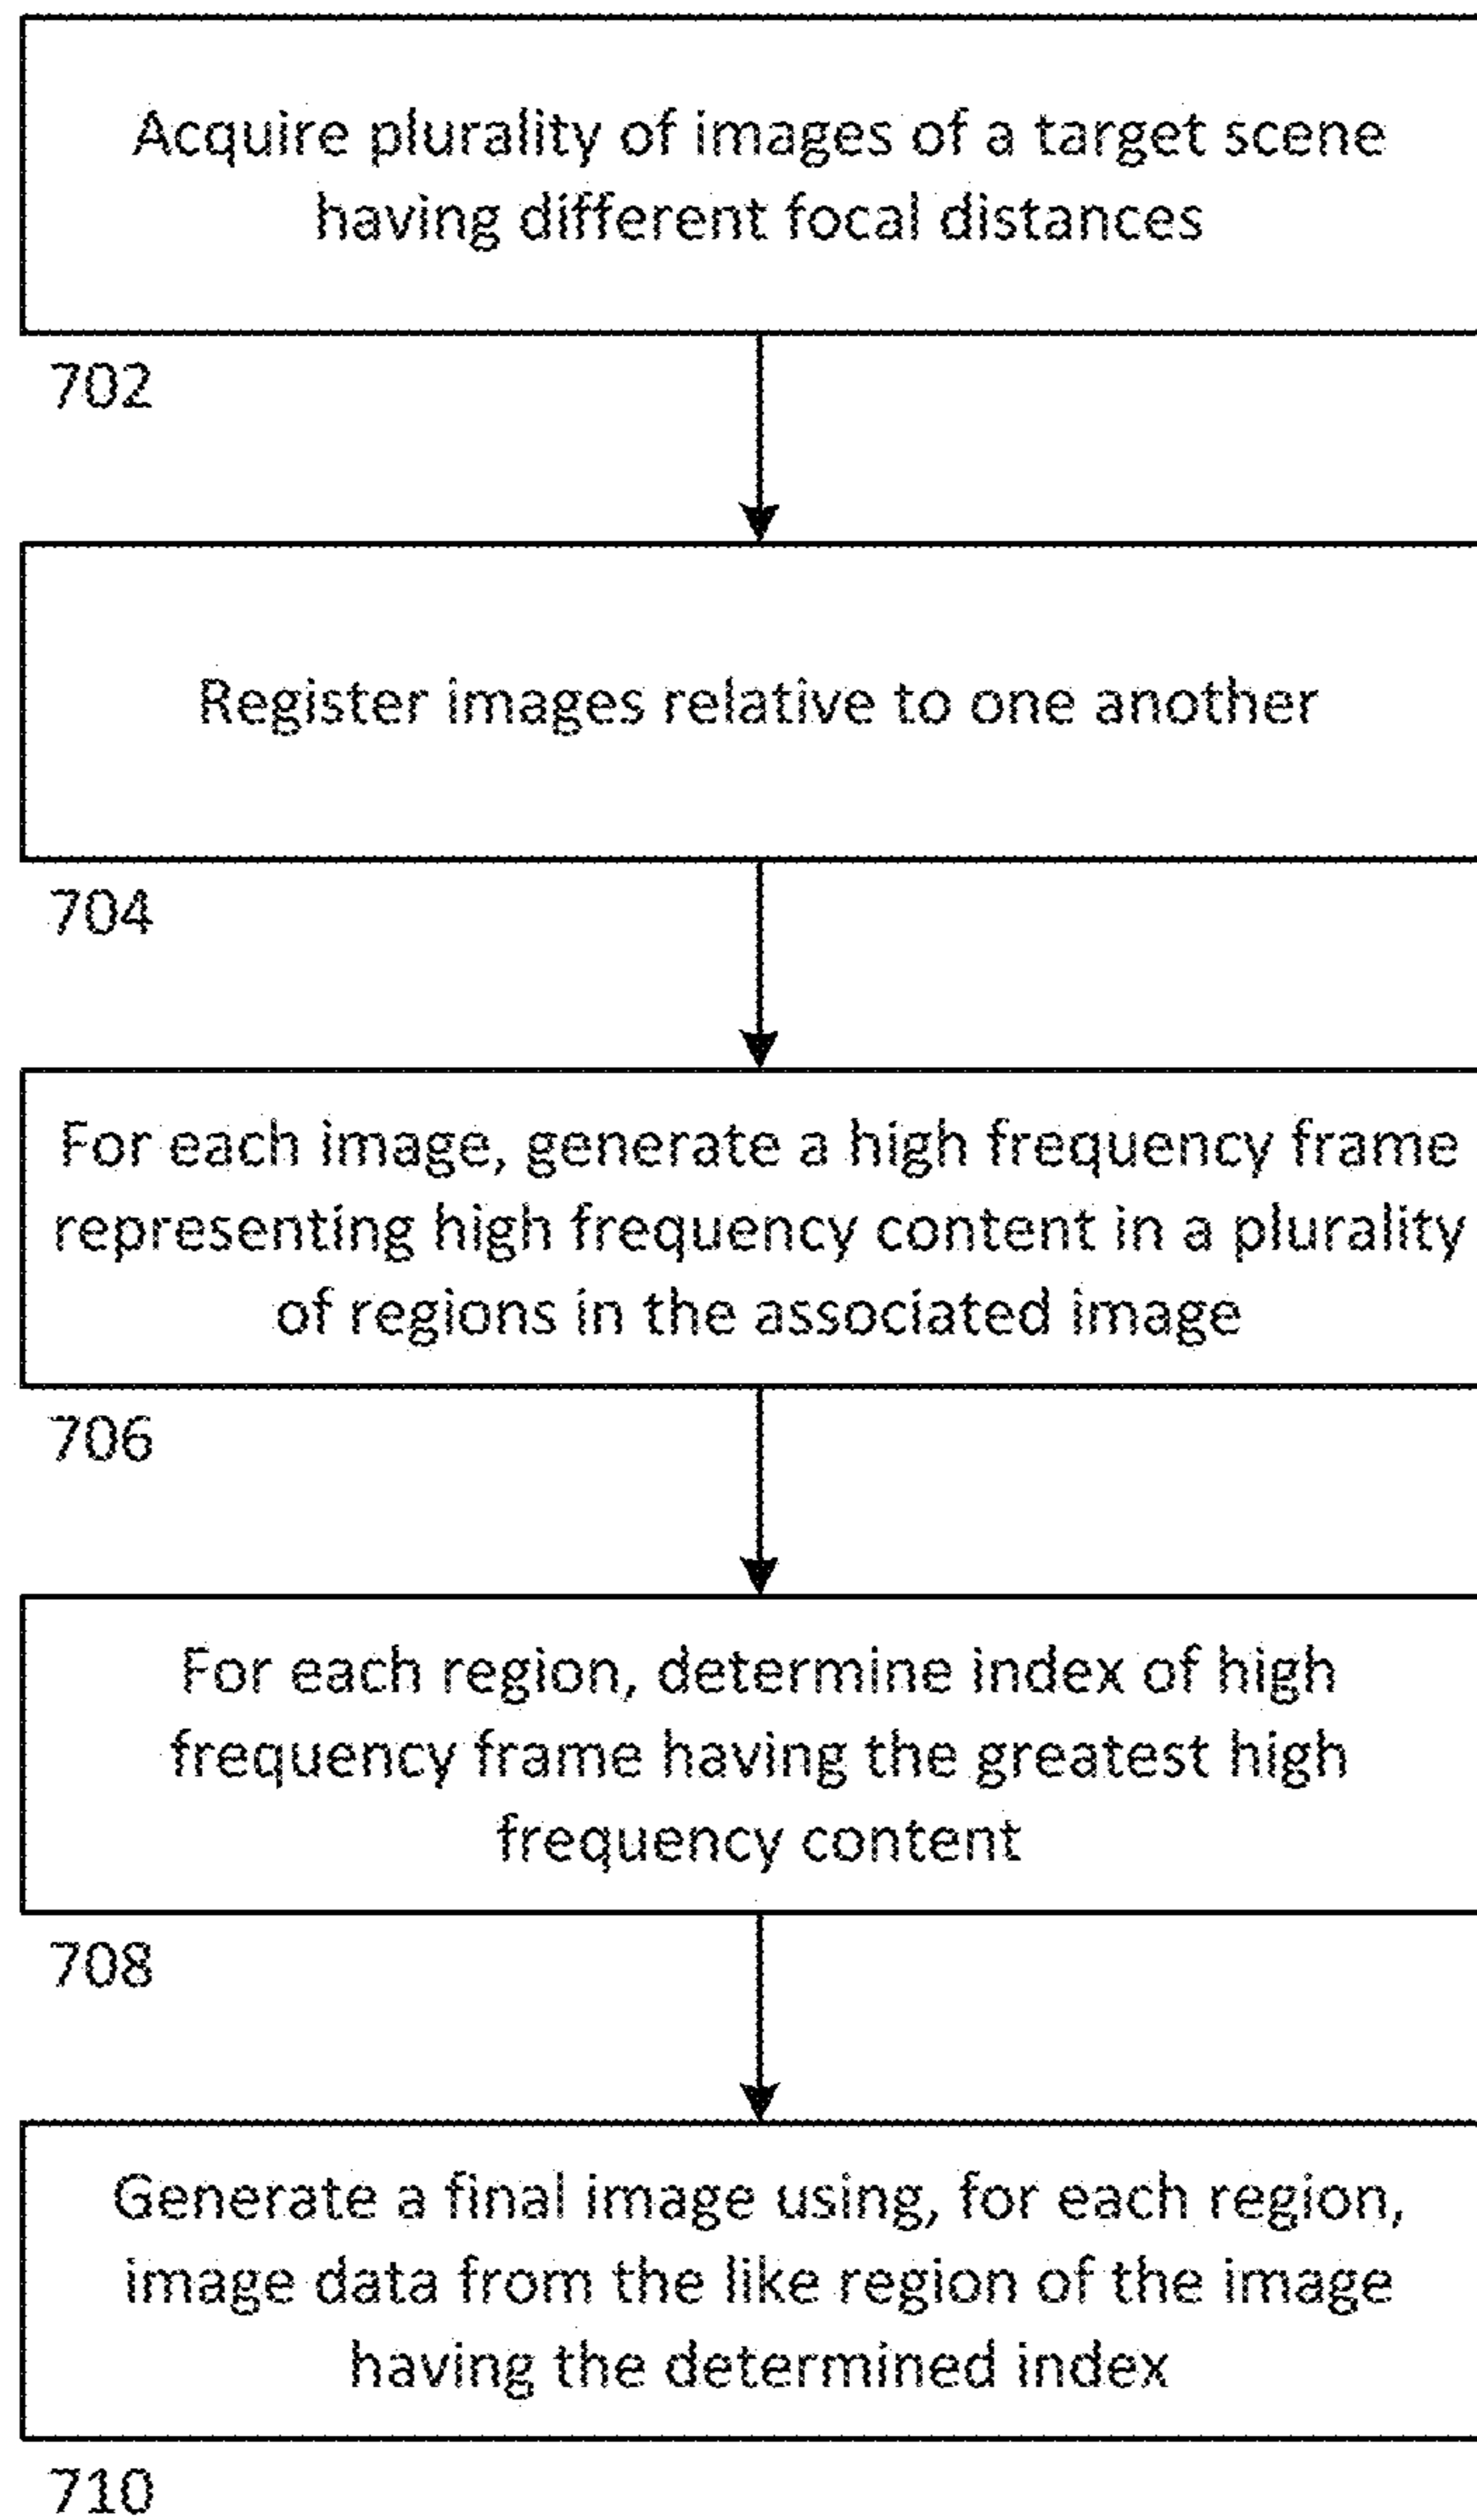 Acquire plurality of images of a target scene
having different focal distances
702
Register images relative to one another
704
For each image, generate a high frequency frame
representing high frequency content in a plurality
of regions in the associated image
706
For each region, determine index of high
frequency frame having the greatest high
frequency content
708
Generate a final image using, for each region,
image data from the like region of the image
having the determined index
710